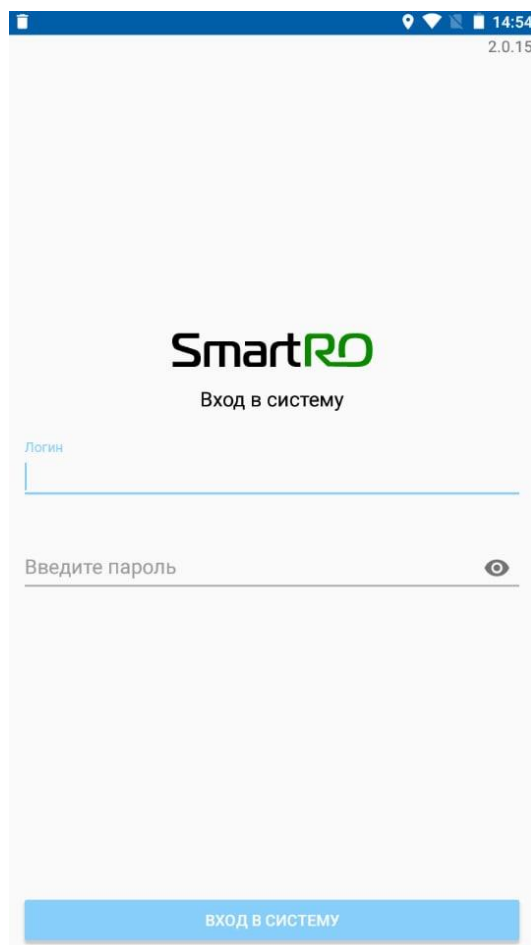 14:54
2.0.15
SmartRO
Вход в систему
Логин
Введите пароль
ВХОД В СИСТЕМУ